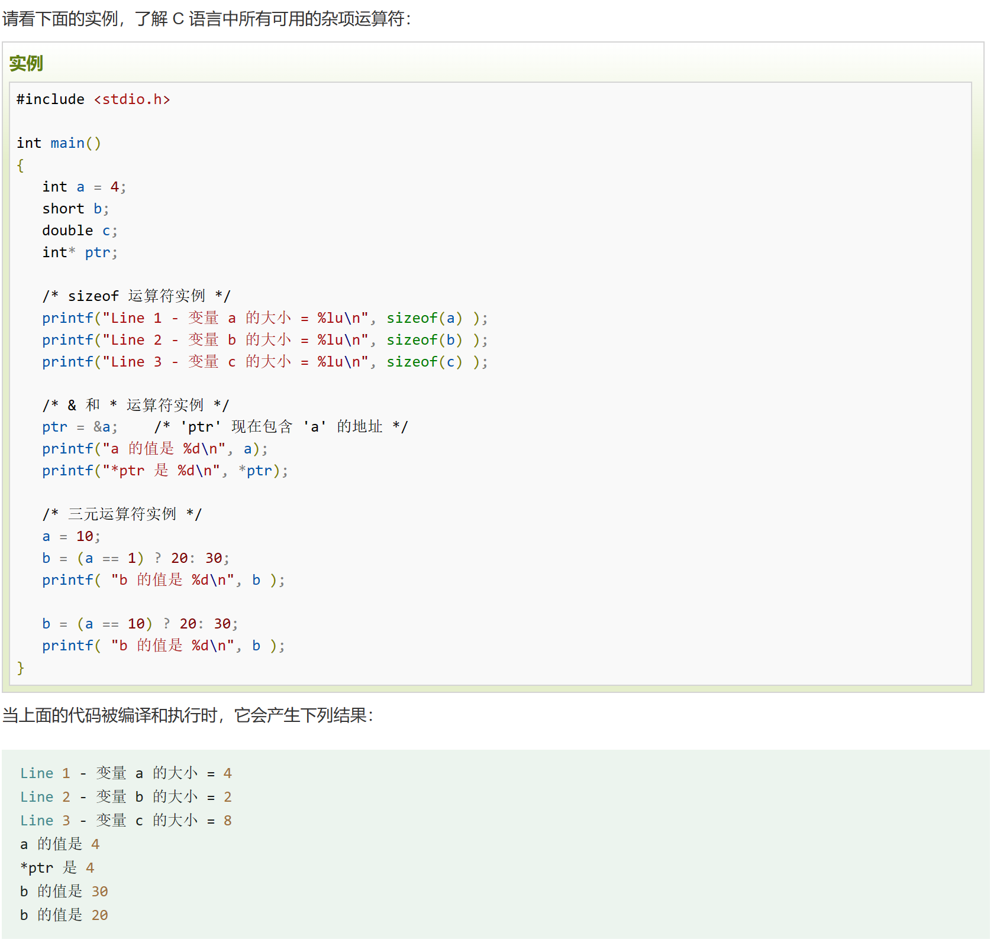 请看下面的实例，了解 C 语言中所有可用的杂项运算符：
实例
#include <stdio.h>
int main()
{
int a = 4;
short b;
double c;
int* ptr;
/* sizeof 运算符实例 */
printf("Line 1 - 变量 a 的大小 = %lu\n", sizeof(a) );
printf("Line 2 - 变量 b 的大小 = %lu\n", sizeof(b) );
printf("Line 3 - 变量 c 的大小 = %lu\n", sizeof(c) );
/* & 和 * 运算符实例 */
ptr = &a;    /* 'ptr' 现在包含 'a' 的地址 */
printf("a 的值是 %d\n", a);
printf("*ptr 是 %d\n", *ptr);
/* 三元运算符实例 */
a = 10;
b = (a == 1) ? 20: 30;
printf( "b 的值是 %d\n", b );
b = (a == 10) ? 20: 30;
printf( "b 的值是 %d\n", b );
}
当上面的代码被编译和执行时，它会产生下列结果：
Line 1 - 变量 a 的大小 = 4
Line 2 - 变量 b 的大小 = 2
Line 3 - 变量 c 的大小 = 8
a 的值是 4
*ptr 是 4
b 的值是 30
b 的值是 20